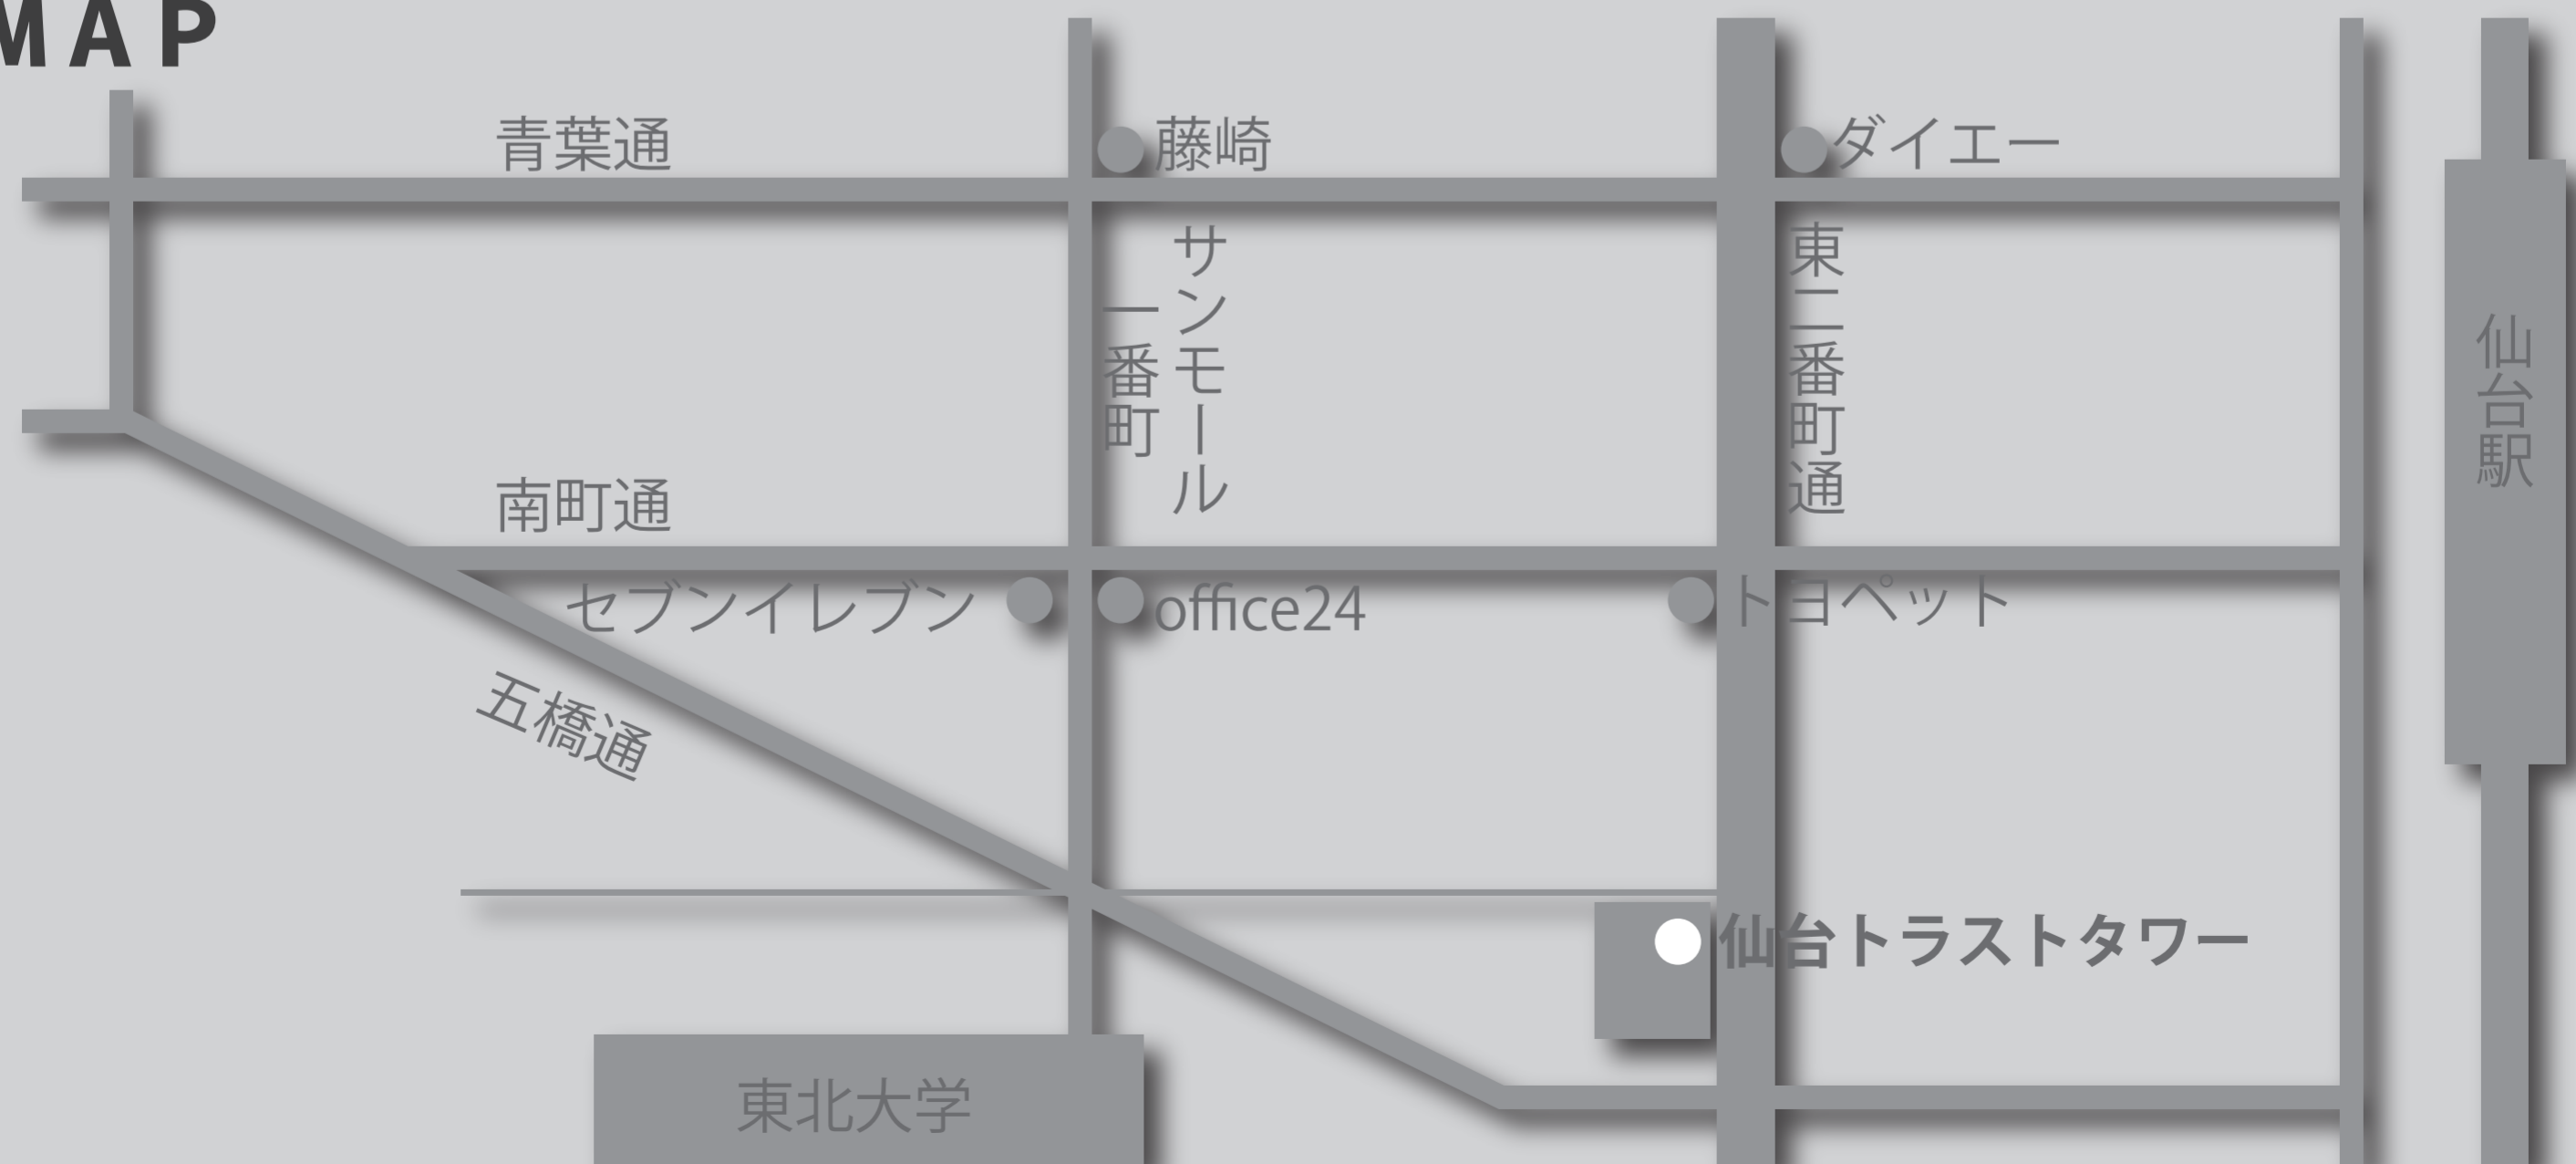 MAP
青葉通
藤崎
ダイエー
サンモール
一番町
東二番町通
仙台駅
南町通
セブンイレブン
office24
トヨペット
五橋通
仙台トラストタワー
東北大学